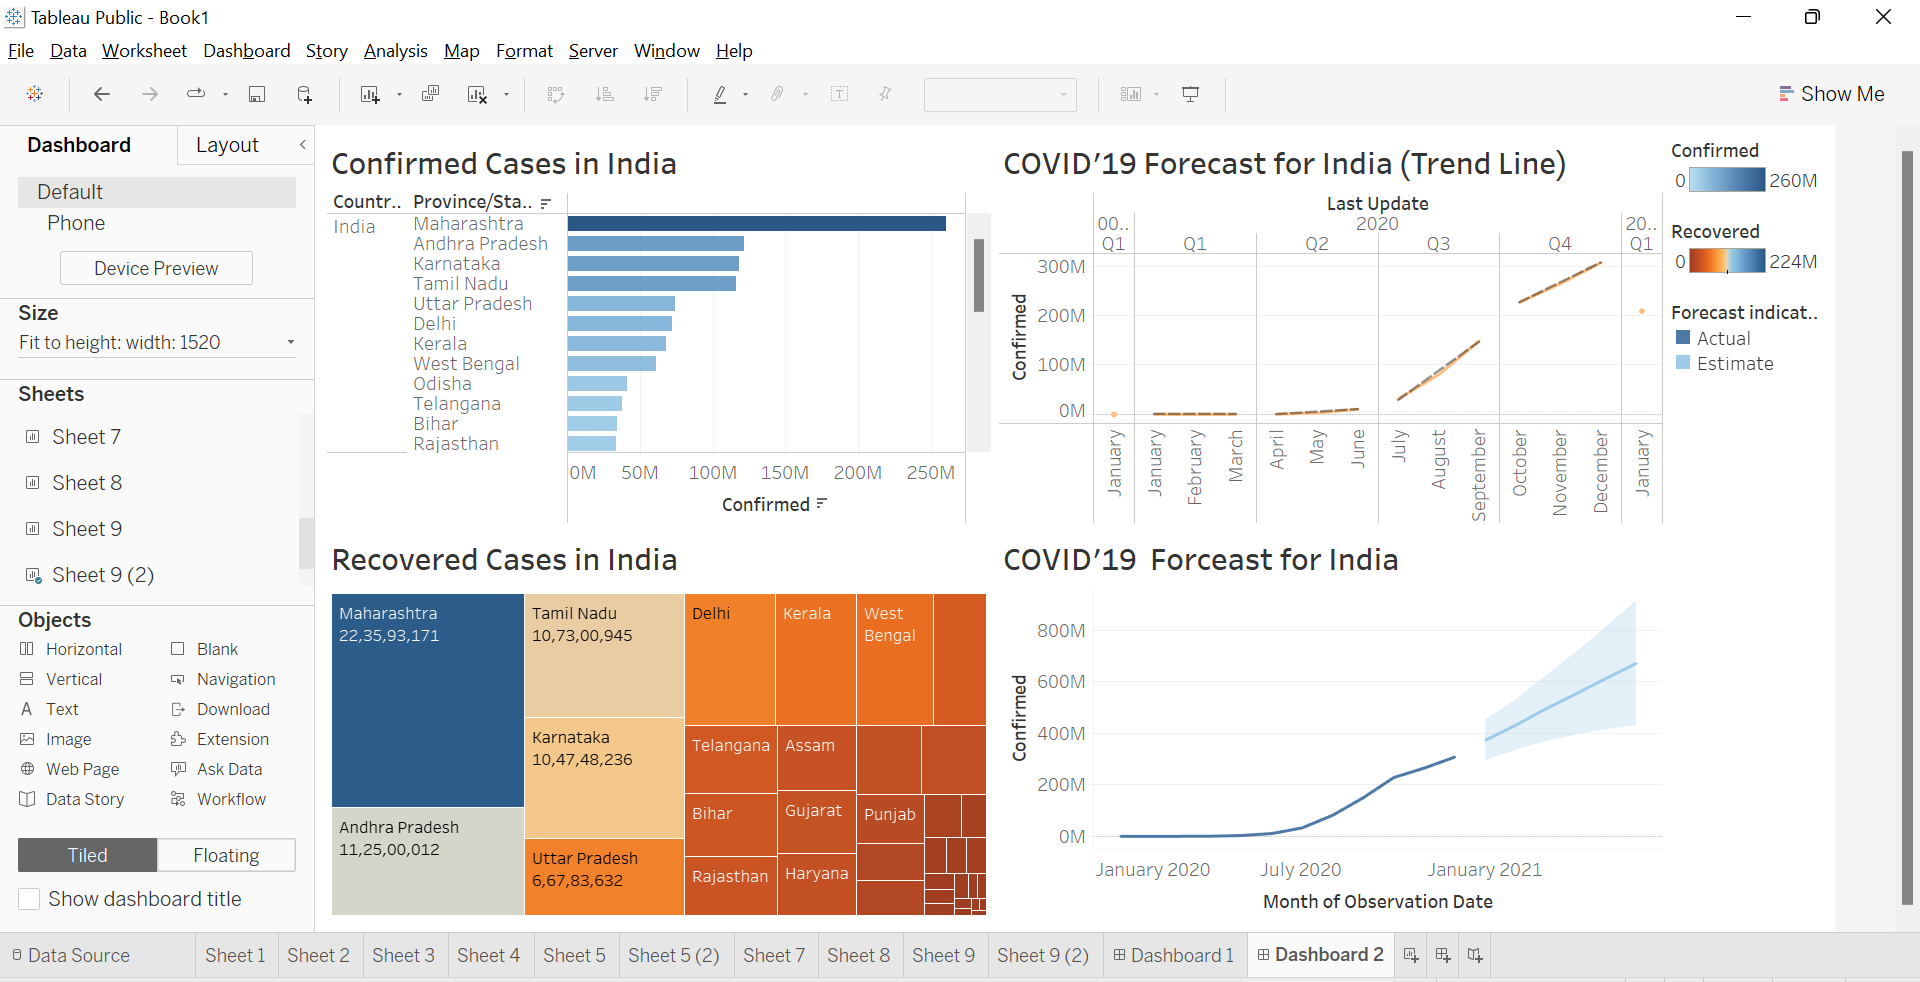 Tableau Public - Book1
File Data Worksheet Dashboard Story Analysis Map Format Server Window Help
Show Me
Dashboard
Layout
Default
Phone
Device Preview
Size
Fit to height: width: 1520
Sheets
Sheet 7
Sheet 8
Sheet 9
Sheet 9 (2)
Objects
Horizontal
Blank
Vertical
Navigation
Text
Download
Image
Extension
Web Page
Ask Data
Data Story
Workflow
Tiled
Floating
Show dashboard title
Confirmed Cases in India
Countr.. Province/Sta..
India
Maharashtra
Andhra Pradesh
Karnataka
Tamil Nadu
Uttar Pradesh
Delhi
Kerala
West Bengal
Odisha
Telangana
Bihar
Rajasthan
0M 50M 100M 150M 200M 250M
Confirmed
COVID'19 Forecast for India (Trend Line)
Last Update
00.. 2020 20..
Q1 Q1 Q2 Q3 Q4 Q1
300M
200M
100M
0M
Confirmed
January January February March April May June July August September October November December January
Confirmed
0 260M
Recovered
0 224M
Forecast indicat..
Actual
Estimate
Recovered Cases in India
Maharashtra
22,35,93,171
Andhra Pradesh
11,25,00,012
Tamil Nadu
10,73,00,945
Karnataka
10,47,48,236
Uttar Pradesh
6,67,83,632
Delhi
Kerala
West
Bengal
Telangana
Assam
Bihar
Gujarat
Punjab
Rajasthan
Haryana
COVID'19 Forceast for India
800M
600M
400M
200M
0M
Confirmed
January 2020 July 2020 January 2021
Month of Observation Date
Data Source Sheet 1 Sheet 2 Sheet 3 Sheet 4 Sheet 5 Sheet 5 (2) Sheet 7 Sheet 8 Sheet 9 Sheet 9 (2) Dashboard 1 Dashboard 2